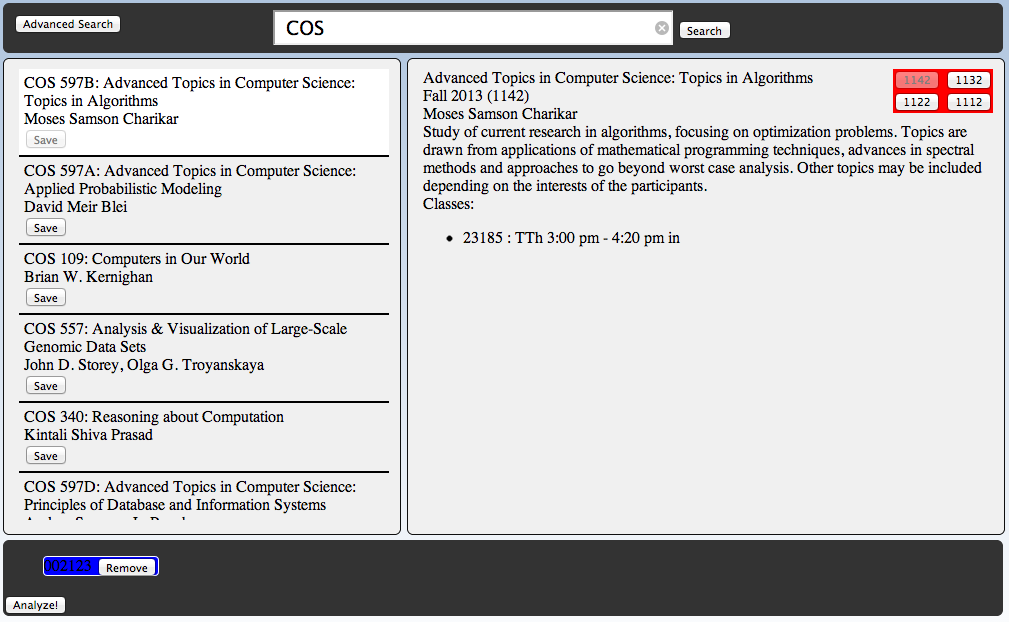 Advanced Search
COS
Search
COS 597B: Advanced Topics in Computer Science:
Topics in Algorithms
Moses Samson Charikar
Save
COS 597A: Advanced Topics in Computer Science:
Applied Probabilistic Modeling
David Meir Blei
Save
COS 109: Computers in Our World
Brian W. Kernighan
Save
COS 557: Analysis & Visualization of Large-Scale
Genomic Data Sets
John D. Storey, Olga G. Troyanskaya
Save
COS 340: Reasoning about Computation
Kintali Shiva Prasad
Save
COS 597D: Advanced Topics in Computer Science:
Principles of Database and Information Systems
Advanced Topics in Computer Science: Topics in Algorithms
Fall 2013 (1142)
Moses Samson Charikar
Study of current research in algorithms, focusing on optimization problems. Topics are
drawn from applications of mathematical programming techniques, advances in spectral
methods and approaches to go beyond worst case analysis. Other topics may be included
depending on the interests of the participants.
Classes:
23185 : TTh 3:00 pm - 4:20 pm in
1142 1132
1122 1112
002123 Remove
Analyze!